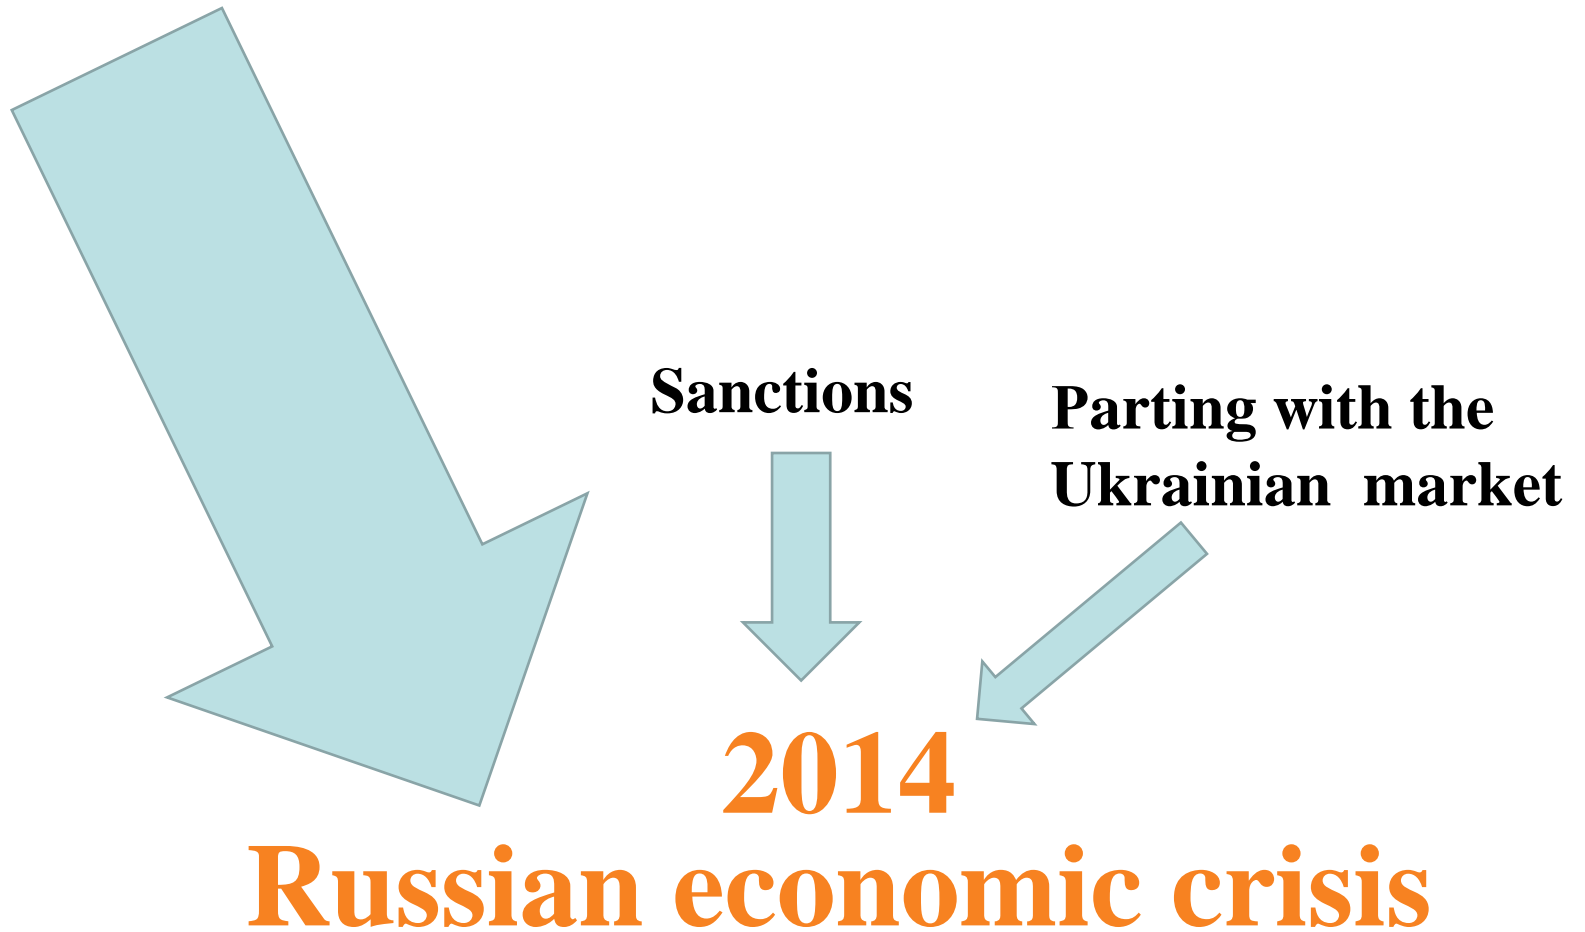 Sanctions
Parting with the
Ukrainian market
2014
Russian economic crisis